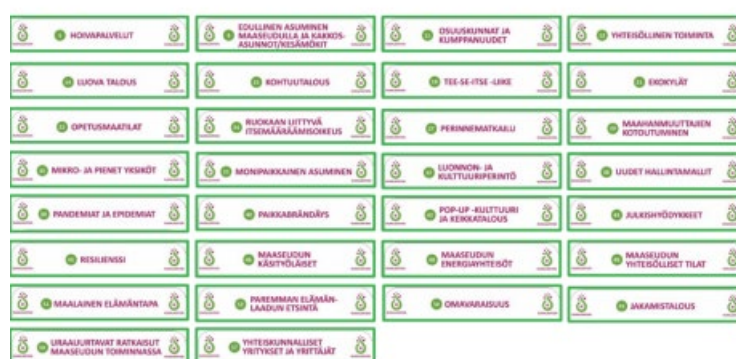 HOIVAPALVELUT
EDULLINEN ASUMINEN
MAASEUDULLA JA KAKKOS-
ASUNNOT/KESÄMÖKIT
OSUUSKUNNAT JA
KUMPPANUUDET
YHTEISÖLLINEN TOIMINTA
LUOVA TALOUS
KOHTUUTALOUS
TEE-SE-ITSE -LIIKE
EKOKYLÄT
OPETUSMAATILAT
RUOKAAN LIITTYVÄ
ITSEMÄÄRÄÄMISOIKEUS
PERINNEMATKAILU
MAAHANMUUTTAJIEN
KOTOUTUMINEN
MIKRO- JA PIENET YKSIKÖT
MONIPAIKKAINEN ASUMINEN
LUONNON- JA
KULTTUURIPERINTÖ
UUDET HALLINTAMALLIT
PANDEMIAT JA EPIDEMIAT
PAIKKABRÄNDÄYS
POP-UP -KULTTUURI
JA KEIKKATALOUS
JULKISHYÖDYKKEET
RESILIENSSI
MAASEUDUN
KÄSITYÖLÄISET
MAASEUDUN
ENERGIAYHTEISÖT
MAASEUDUN
YHTEISÖLLISET TILAT
MAALAINEN ELÄMÄNTAPA
PAREMMAN ELÄMÄN-
LAADUN ETSINTÄ
OMAVARAISUUS
JAKAMISTALOUS
URAAUURTAVAT RATKAISUT
MAASEUDUN TOIMINNASSA
YHTEISKUNNALLISET
YRITYKSET JA YRITTÄJÄT